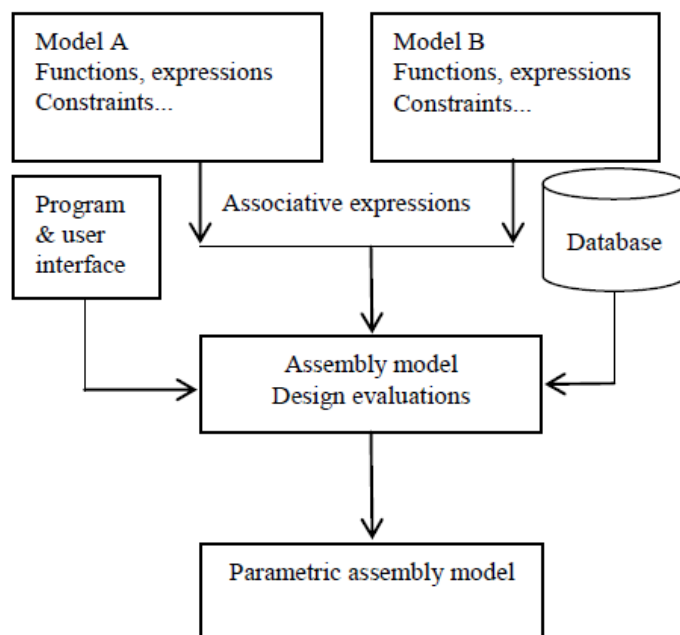 Model A
Functions, expressions
Constraints...
Model B
Functions, expressions
Constraints...
Program
& user
interface
Associative expressions
Database
Assembly model
Design evaluations
Parametric assembly model